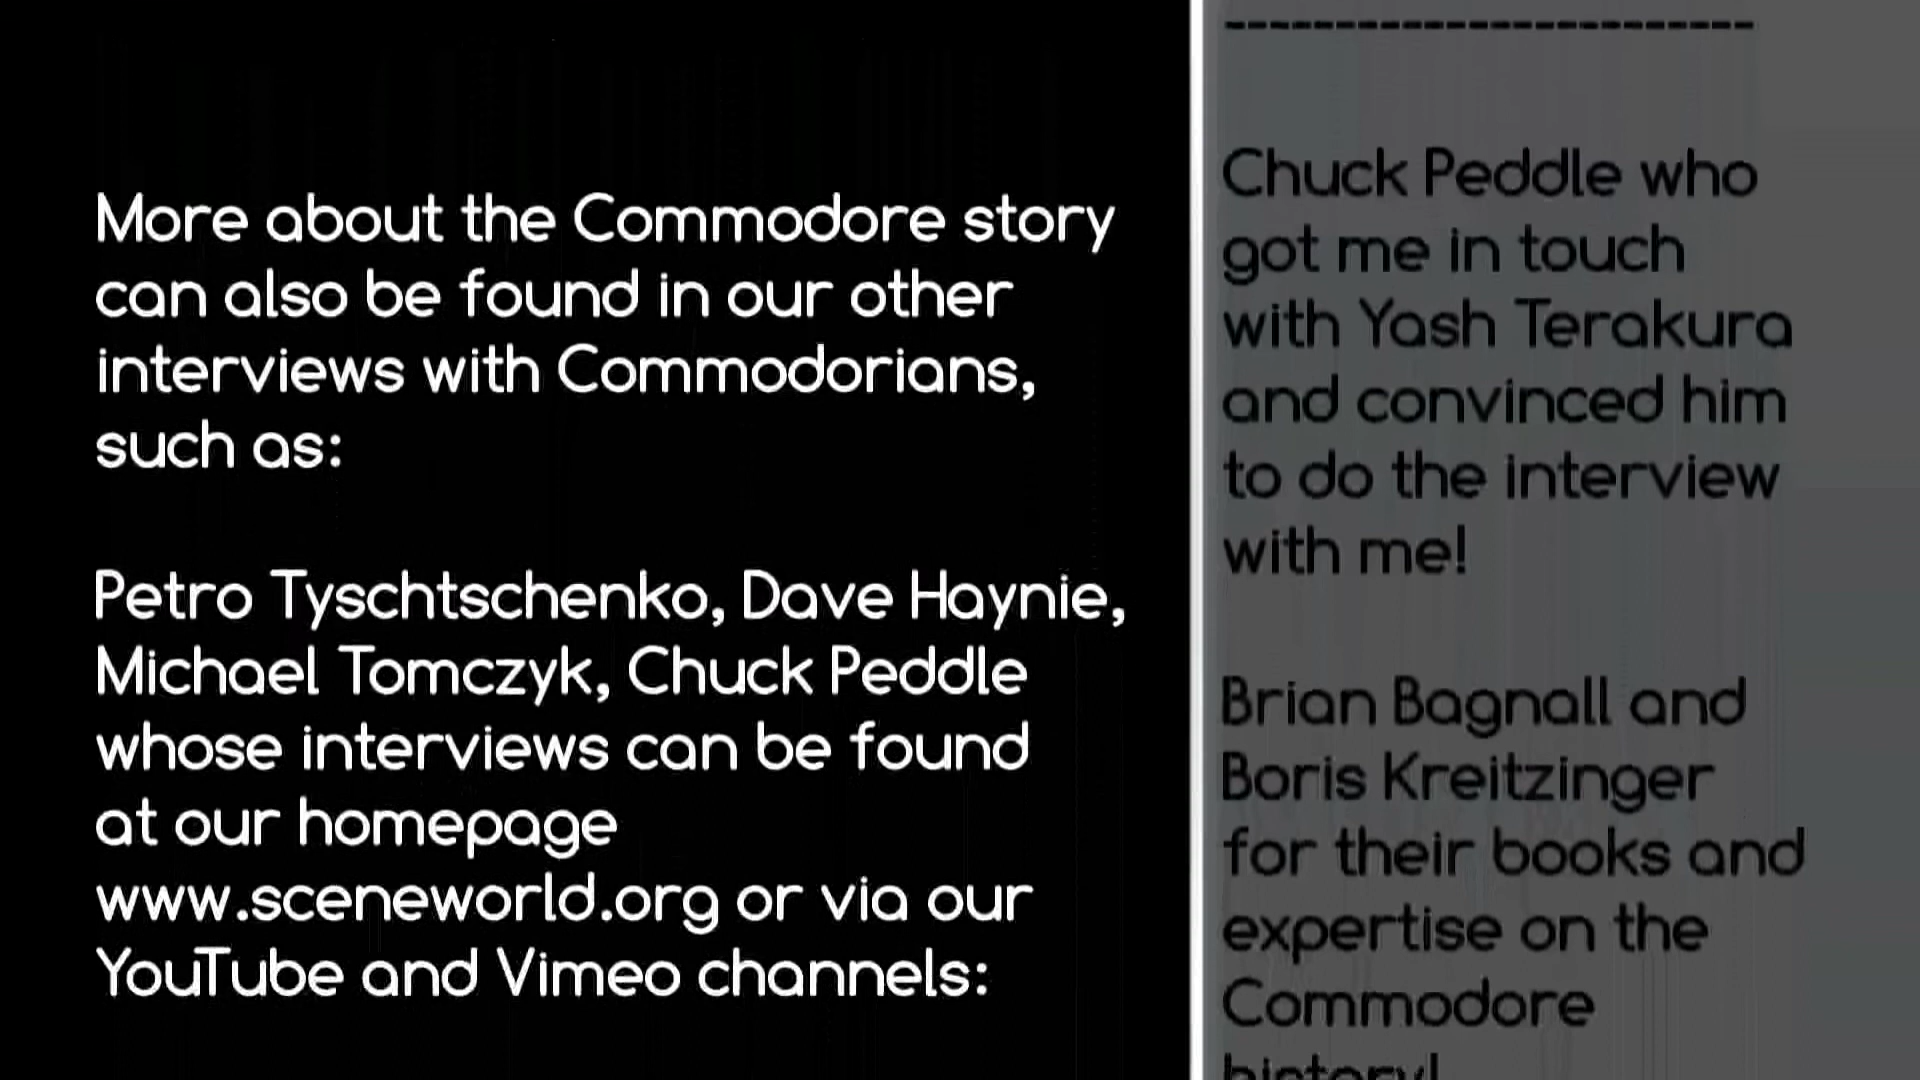 More about the Commodore story
can also be found in our other
interviews with Commodorians,
such as:
Petro Tyschtschenko, Dave Haynie,
Michael Tomczyk, Chuck Peddle
whose interviews can be found
at our homepage
www.sceneworld.org or via our
YouTube and Vimeo channels:
-------------------------
Chuck Peddle who
got me in touch
with Yash Terakura
and convinced him
to do the interview
with me!
Brian Bagnall and
Boris Kreitzinger
for their books and
expertise on the
Commodore
history!